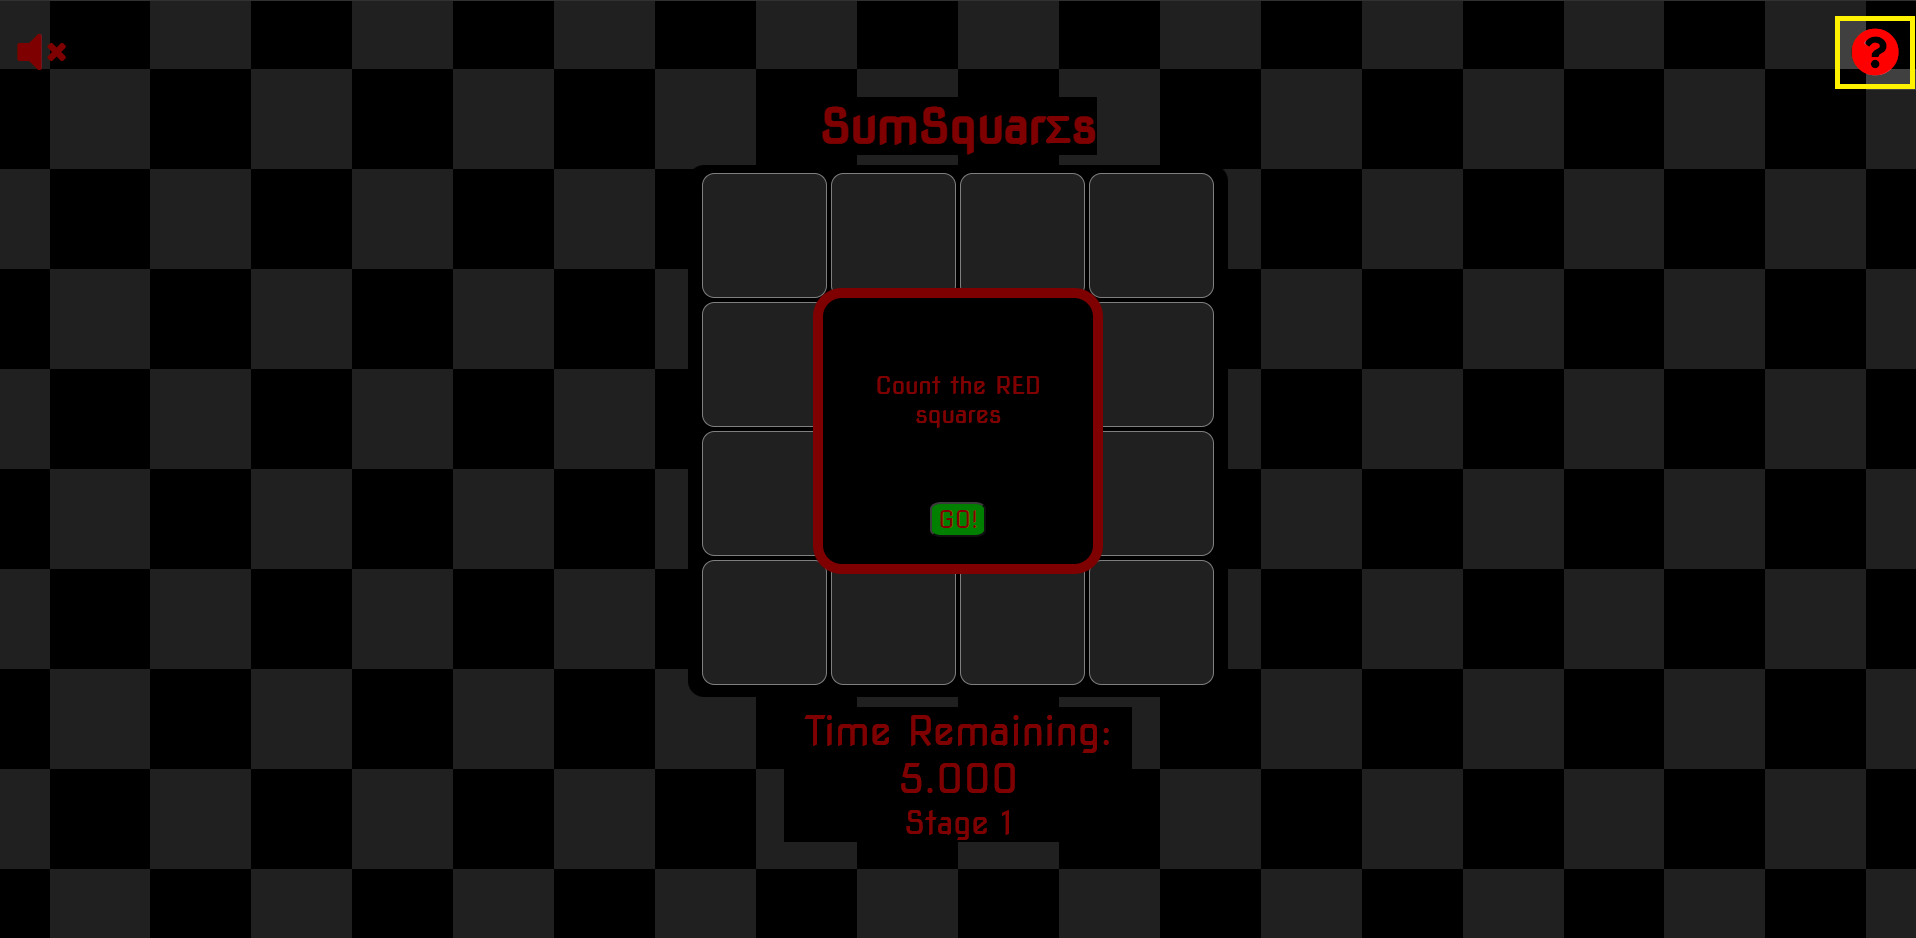 ?
SumSquarΣs
Count the RED
squares
GO!
Time Remaining:
5.000
Stage 1